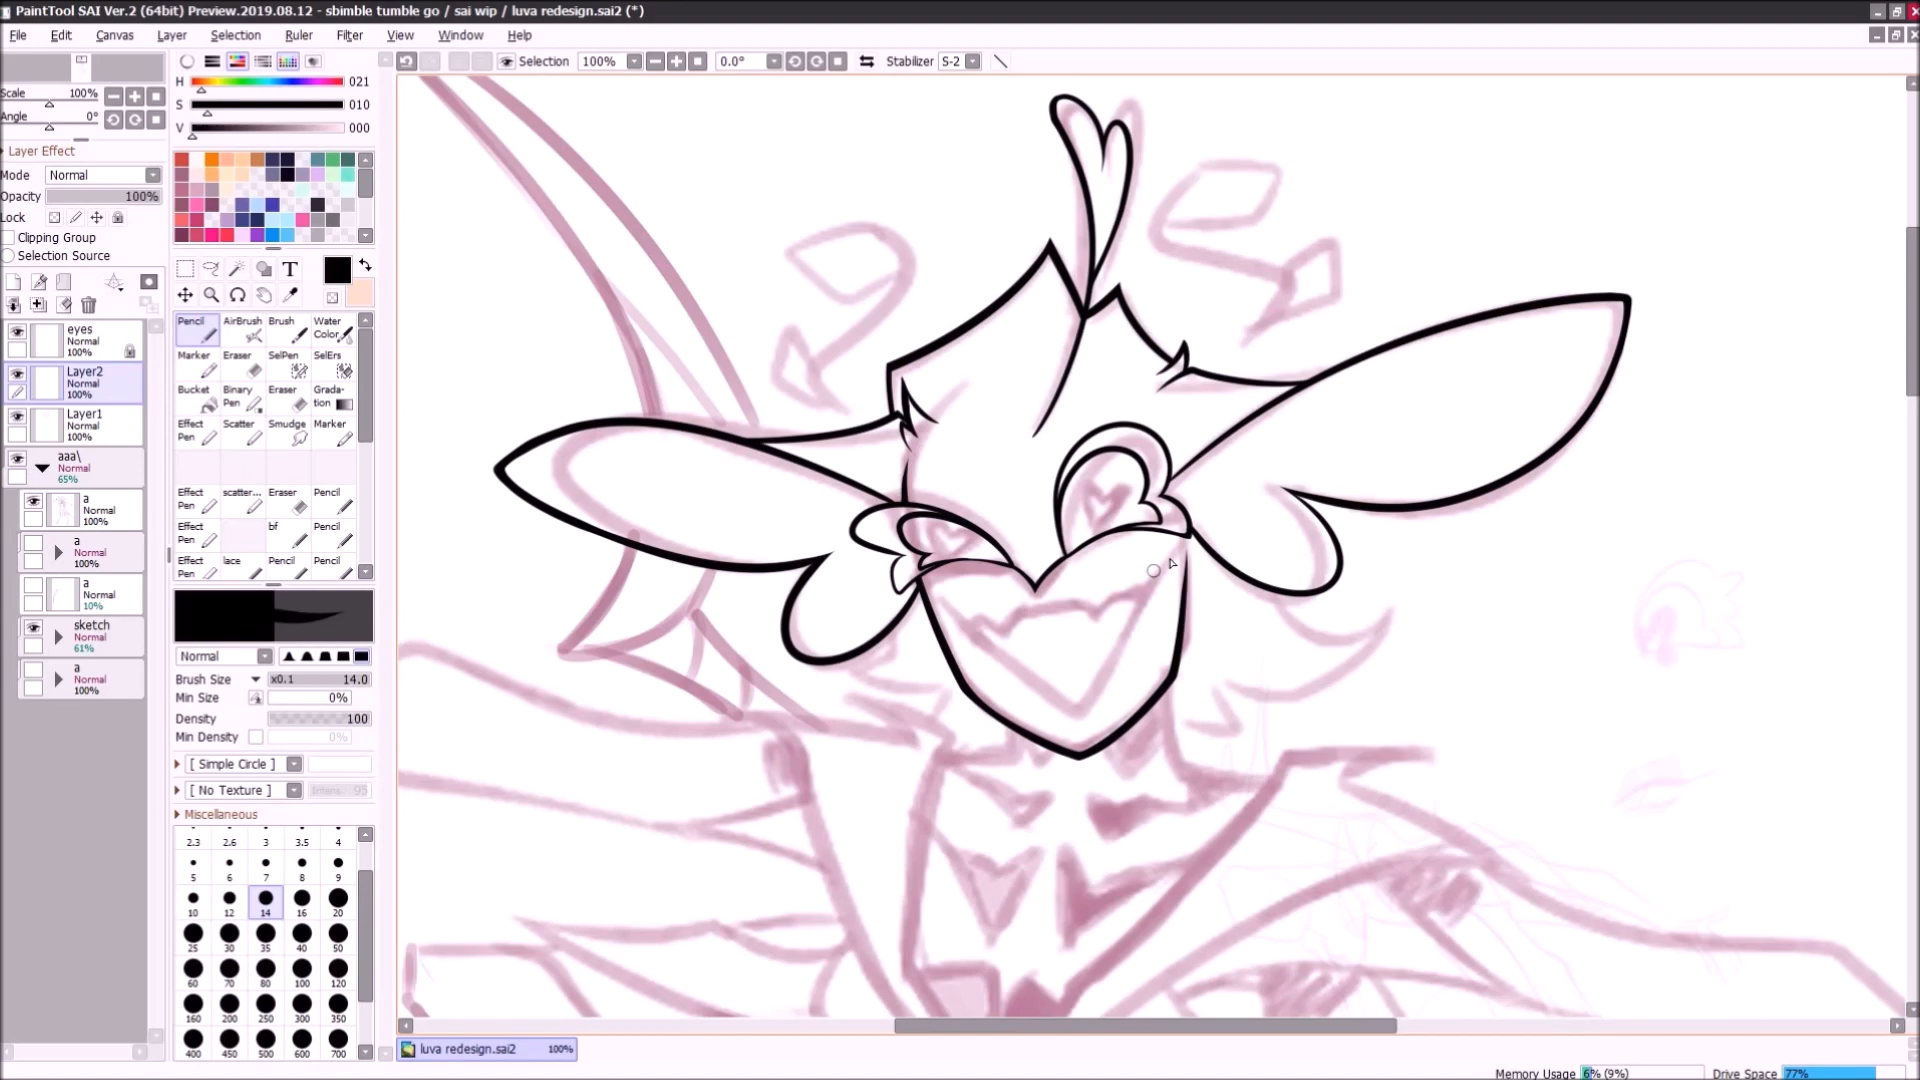 PaintTool SAI Ver.2 (64bit) Preview.2019.08.12 - sbimble tumble go / sai wip / luva redesign.sai2 (*)
File Edit Canvas Layer Selection Ruler Filter View Window Help
Selection 100% 0.0° Stabilizer S-2
Scale 100%
Angle 0°
Layer Effect
Mode Normal
Opacity 100%
Lock
Clipping Group
Selection Source
eyes
Normal
100%
Layer2
Normal
100%
Layer1
Normal
100%
aaa\
Normal
65%
a
Normal
100%
a
Normal
100%
a
Normal
10%
sketch
Normal
61%
a
Normal
100%
H 021
S 010
V 000
T
Pencil AirBrush Brush Water Color
Marker Eraser SelPen SelErs
Bucket Binary Pen Eraser Grada-tion
Effect Pen Scatter Smudge Marker
Effect Pen scatter... Eraser Pencil
Effect Pen bf Pencil
Effect Pen lace Pencil Pencil
Normal
Brush Size x0.1 14.0
Min Size 0%
Density 100
Min Density 0%
[ Simple Circle ]
[ No Texture ] 95
Miscellaneous
2.3 2.6 3 3.5 4
5 6 7 8 9
10 12 14 16 20
25 30 35 40 50
60 70 80 100 120
160 200 250 300 350
400 450 500 600 700
luva redesign.sai2 100%
Memory Usage 6% (9%) Drive Space 77%